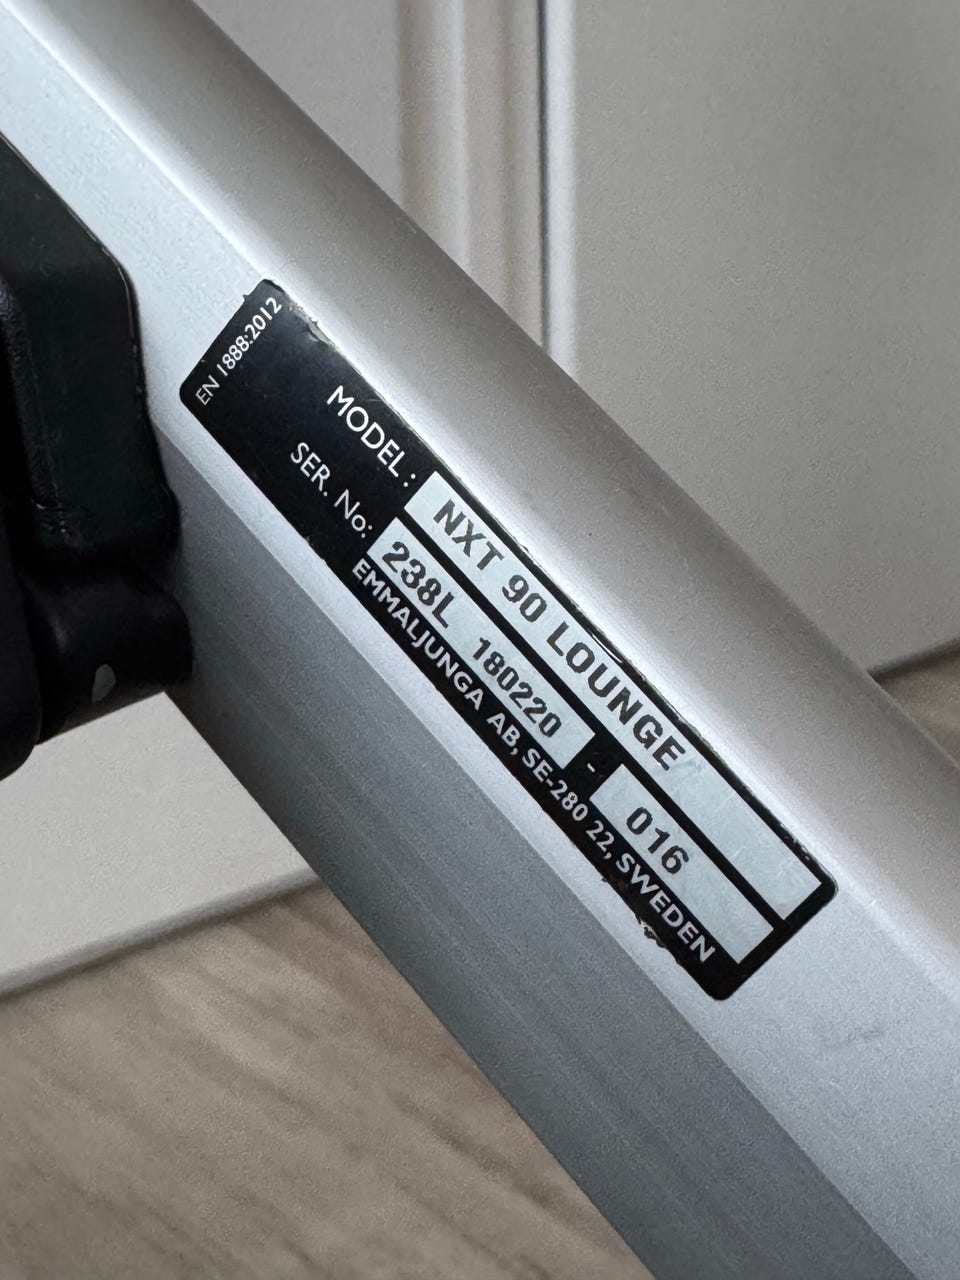 EN 1888:2012
MODEL: NXT 90 LOUNGE
SER. No: 238L 180220 - 016
EMMALJUNGA AB, SE-280 22, SWEDEN